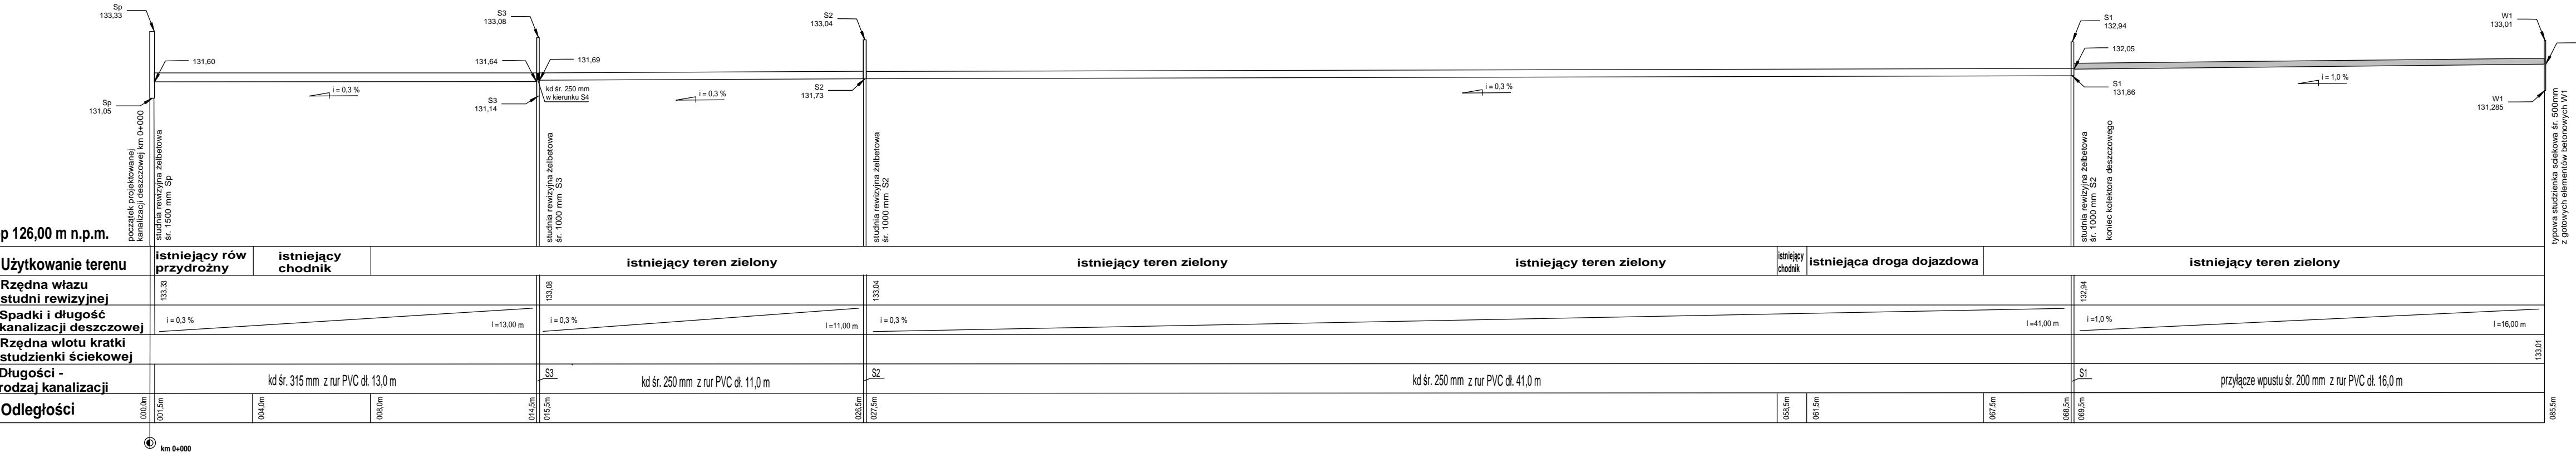 Sp
133,33
131,60
Sp
131,05
i = 0,3 %
S3
133,08
131,64
131,69
S3
131,14
kd śr. 250 mm
w kierunku S4
i = 0,3 %
S2
133,04
S2
131,73
i = 0,3 %
S1
132,94
132,05
S1
131,86
i = 1,0 %
W1
133,01
W1
131,285
początek projektowanej
kanalizacji deszczowej km 0+000
studnia rewizyjna żelbetowa
śr. 1500 mm Sp
studnia rewizyjna żelbetowa
śr. 1000 mm S3
studnia rewizyjna żelbetowa
śr. 1000 mm S2
studnia rewizyjna żelbetowa
śr. 1000 mm S2
koniec kolektora deszczowego
typowa studzienka ściekowa śr. 500mm
z gotowych elementów betonowych W1
p 126,00 m n.p.m.
Użytkowanie terenu
istniejący rów
przydrożny
istniejący
chodnik
istniejący teren zielony
istniejący teren zielony
istniejący teren zielony
istniejący
chodnik
istniejąca droga dojazdowa
istniejący teren zielony
Rzędna włazu
studni rewizyjnej
133,33
133,08
133,04
132,94
Spadki i długość
kanalizacji deszczowej
i = 0,3 %
l =13,00 m
i = 0,3 %
l =11,00 m
i = 0,3 %
l =41,00 m
i =1,0 %
l =16,00 m
Rzędna wlotu kratki
studzienki ściekowej
133,01
Długości -
rodzaj kanalizacji
kd śr. 315 mm z rur PVC dł. 13,0 m
S3
kd śr. 250 mm z rur PVC dł. 11,0 m
S2
kd śr. 250 mm z rur PVC dł. 41,0 m
S1
przyłącze wpustu śr. 200 mm z rur PVC dł. 16,0 m
Odległości
000,0m
001,5m
004,0m
008,0m
014,5m
015,5m
026,5m
027,5m
058,5m
061,5m
067,5m
068,5m
069,5m
085,5m
km 0+000